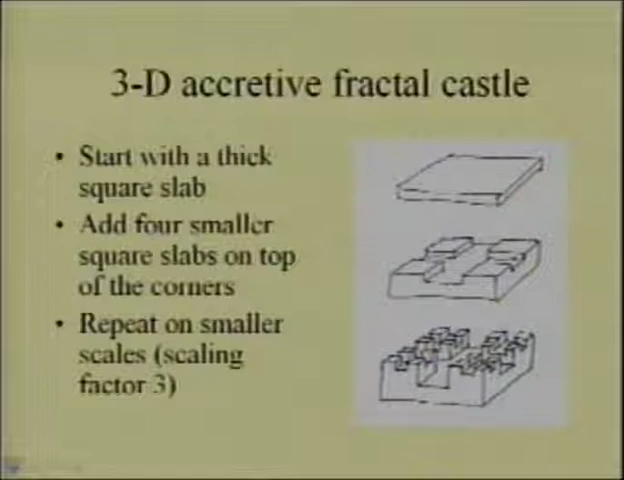 3-D accretive fractal castle
• Start with a thick
square slab
• Add four smaller
square slabs on top
of the corners
• Repeat on smaller
scales (scaling
factor 3)